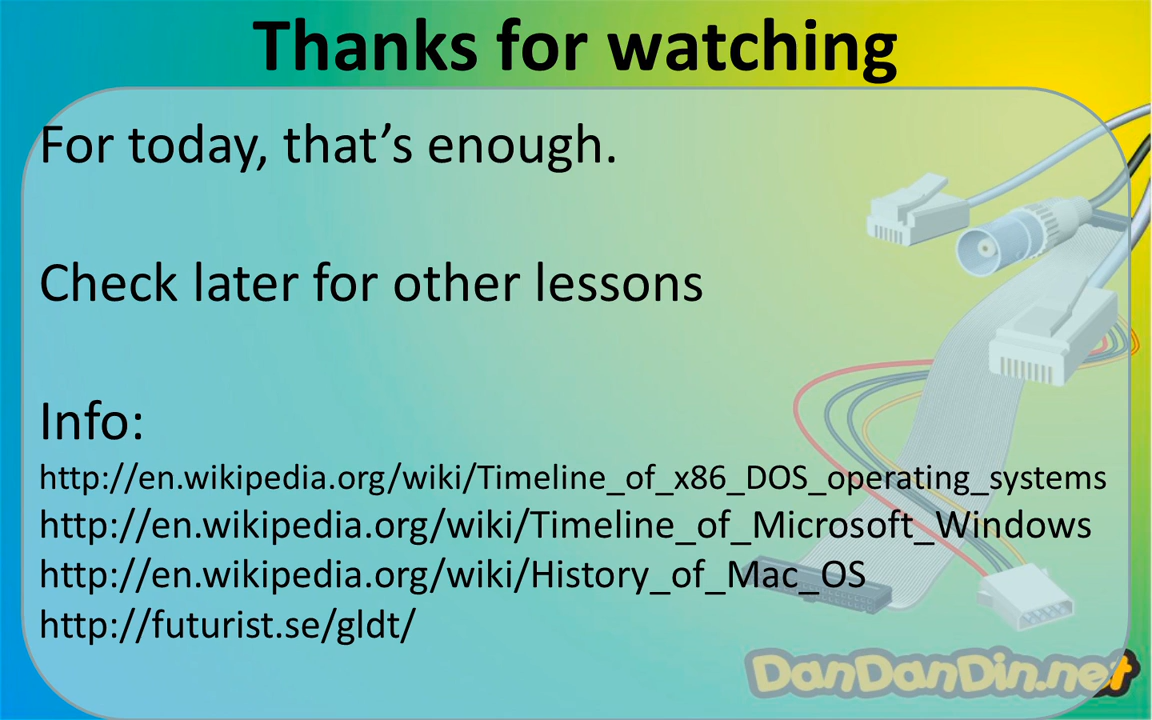 Thanks for watching
For today, that’s enough.
Check later for other lessons
Info:
http://en.wikipedia.org/wiki/Timeline_of_x86_DOS_operating_systems
http://en.wikipedia.org/wiki/Timeline_of_Microsoft_Windows
http://en.wikipedia.org/wiki/History_of_Mac_OS
http://futurist.se/gldt/
DanDanDin.net